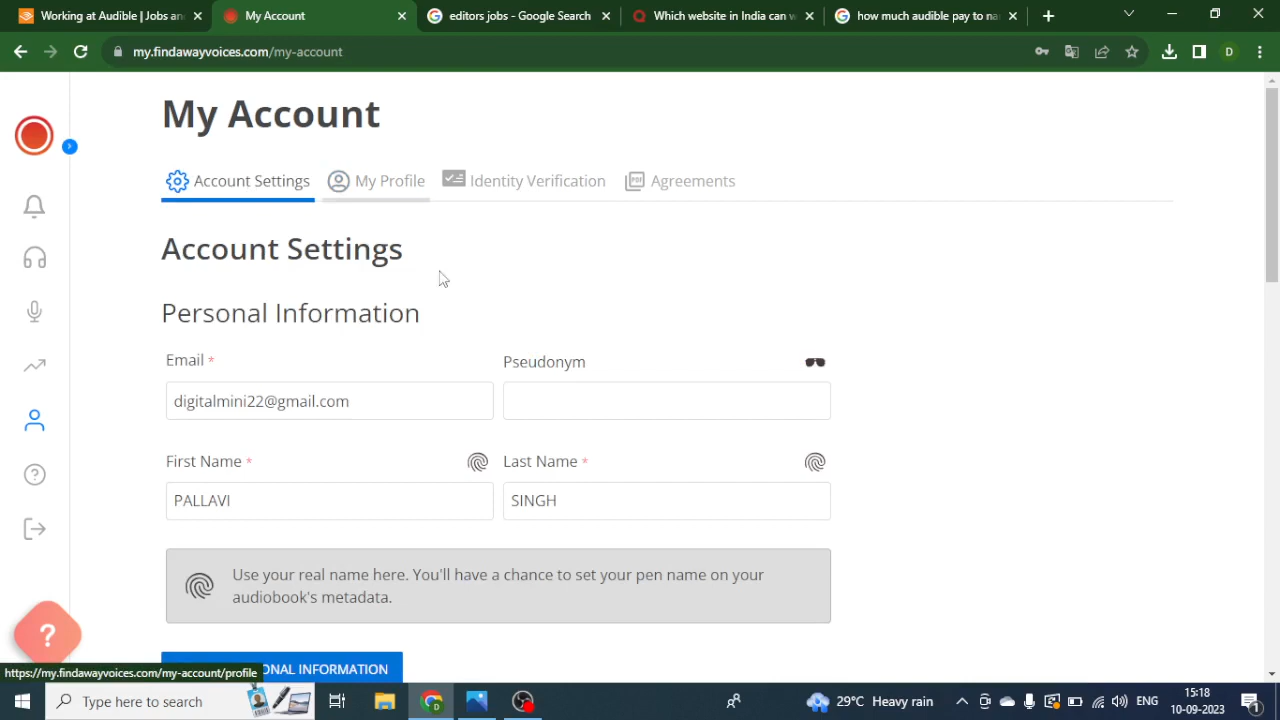 Working at Audible | Jobs an
My Account
editors jobs - Google Search
Which website in India can w
how much audible pay to na
my.findawayvoices.com/my-account
D
My Account
Account Settings
My Profile
Identity Verification
PDF
Agreements
Account Settings
Personal Information
Email *
Pseudonym
digitalmini22@gmail.com
First Name *
Last Name *
PALLAVI
SINGH
Use your real name here. You'll have a chance to set your pen name on your
audiobook's metadata.
?
ONAL INFORMATION
https://my.findawayvoices.com/my-account/profile
Type here to search
29°C Heavy rain
ENG
15:18
10-09-2023
1